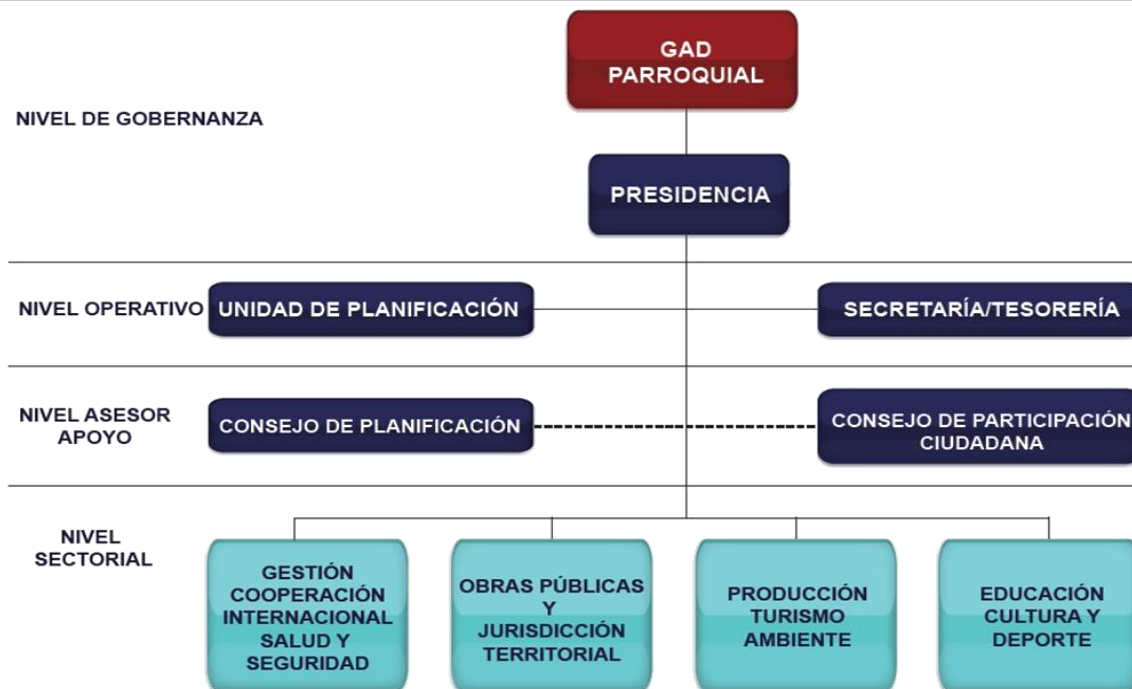 GAD
PARROQUIAL
NIVEL DE GOBERNANZA
PRESIDENCIA
NIVEL OPERATIVO
UNIDAD DE PLANIFICACIÓN
SECRETARÍA/TESORERÍA
NIVEL ASESOR
APOYO
CONSEJO DE PLANIFICACIÓN
CONSEJO DE PARTICIPACIÓN
CIUDADANA
NIVEL
SECTORIAL
GESTIÓN
COOPERACIÓN
INTERNACIONAL
SALUD Y
SEGURIDAD
OBRAS PÚBLICAS
Y
JURISDICCIÓN
TERRITORIAL
PRODUCCIÓN
TURISMO
AMBIENTE
EDUCACIÓN
CULTURA Y
DEPORTE